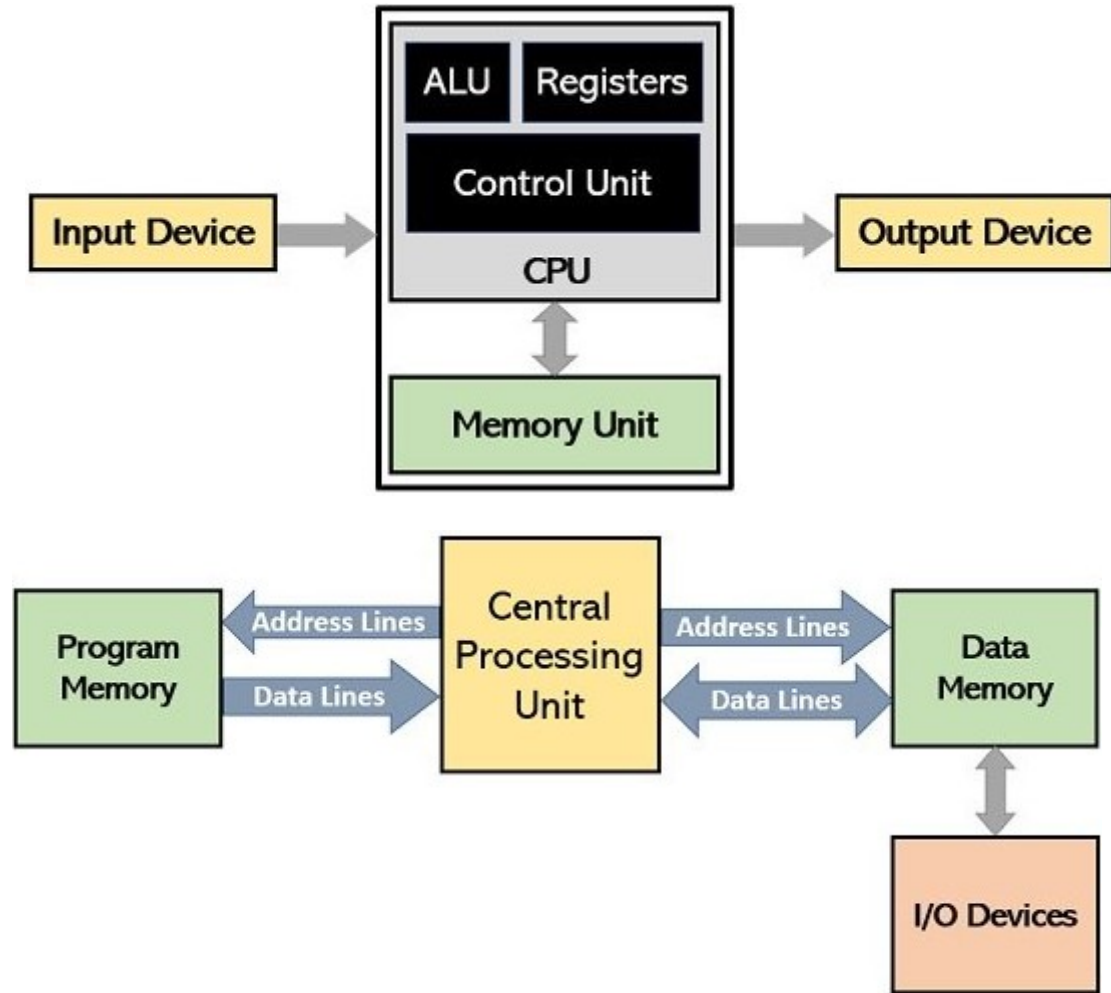 ALU
Registers
Control Unit
Input Device
Output Device
CPU
Memory Unit
Program
Memory
Address Lines
Data Lines
Central
Processing
Unit
Address Lines
Data Lines
Data
Memory
I/O Devices